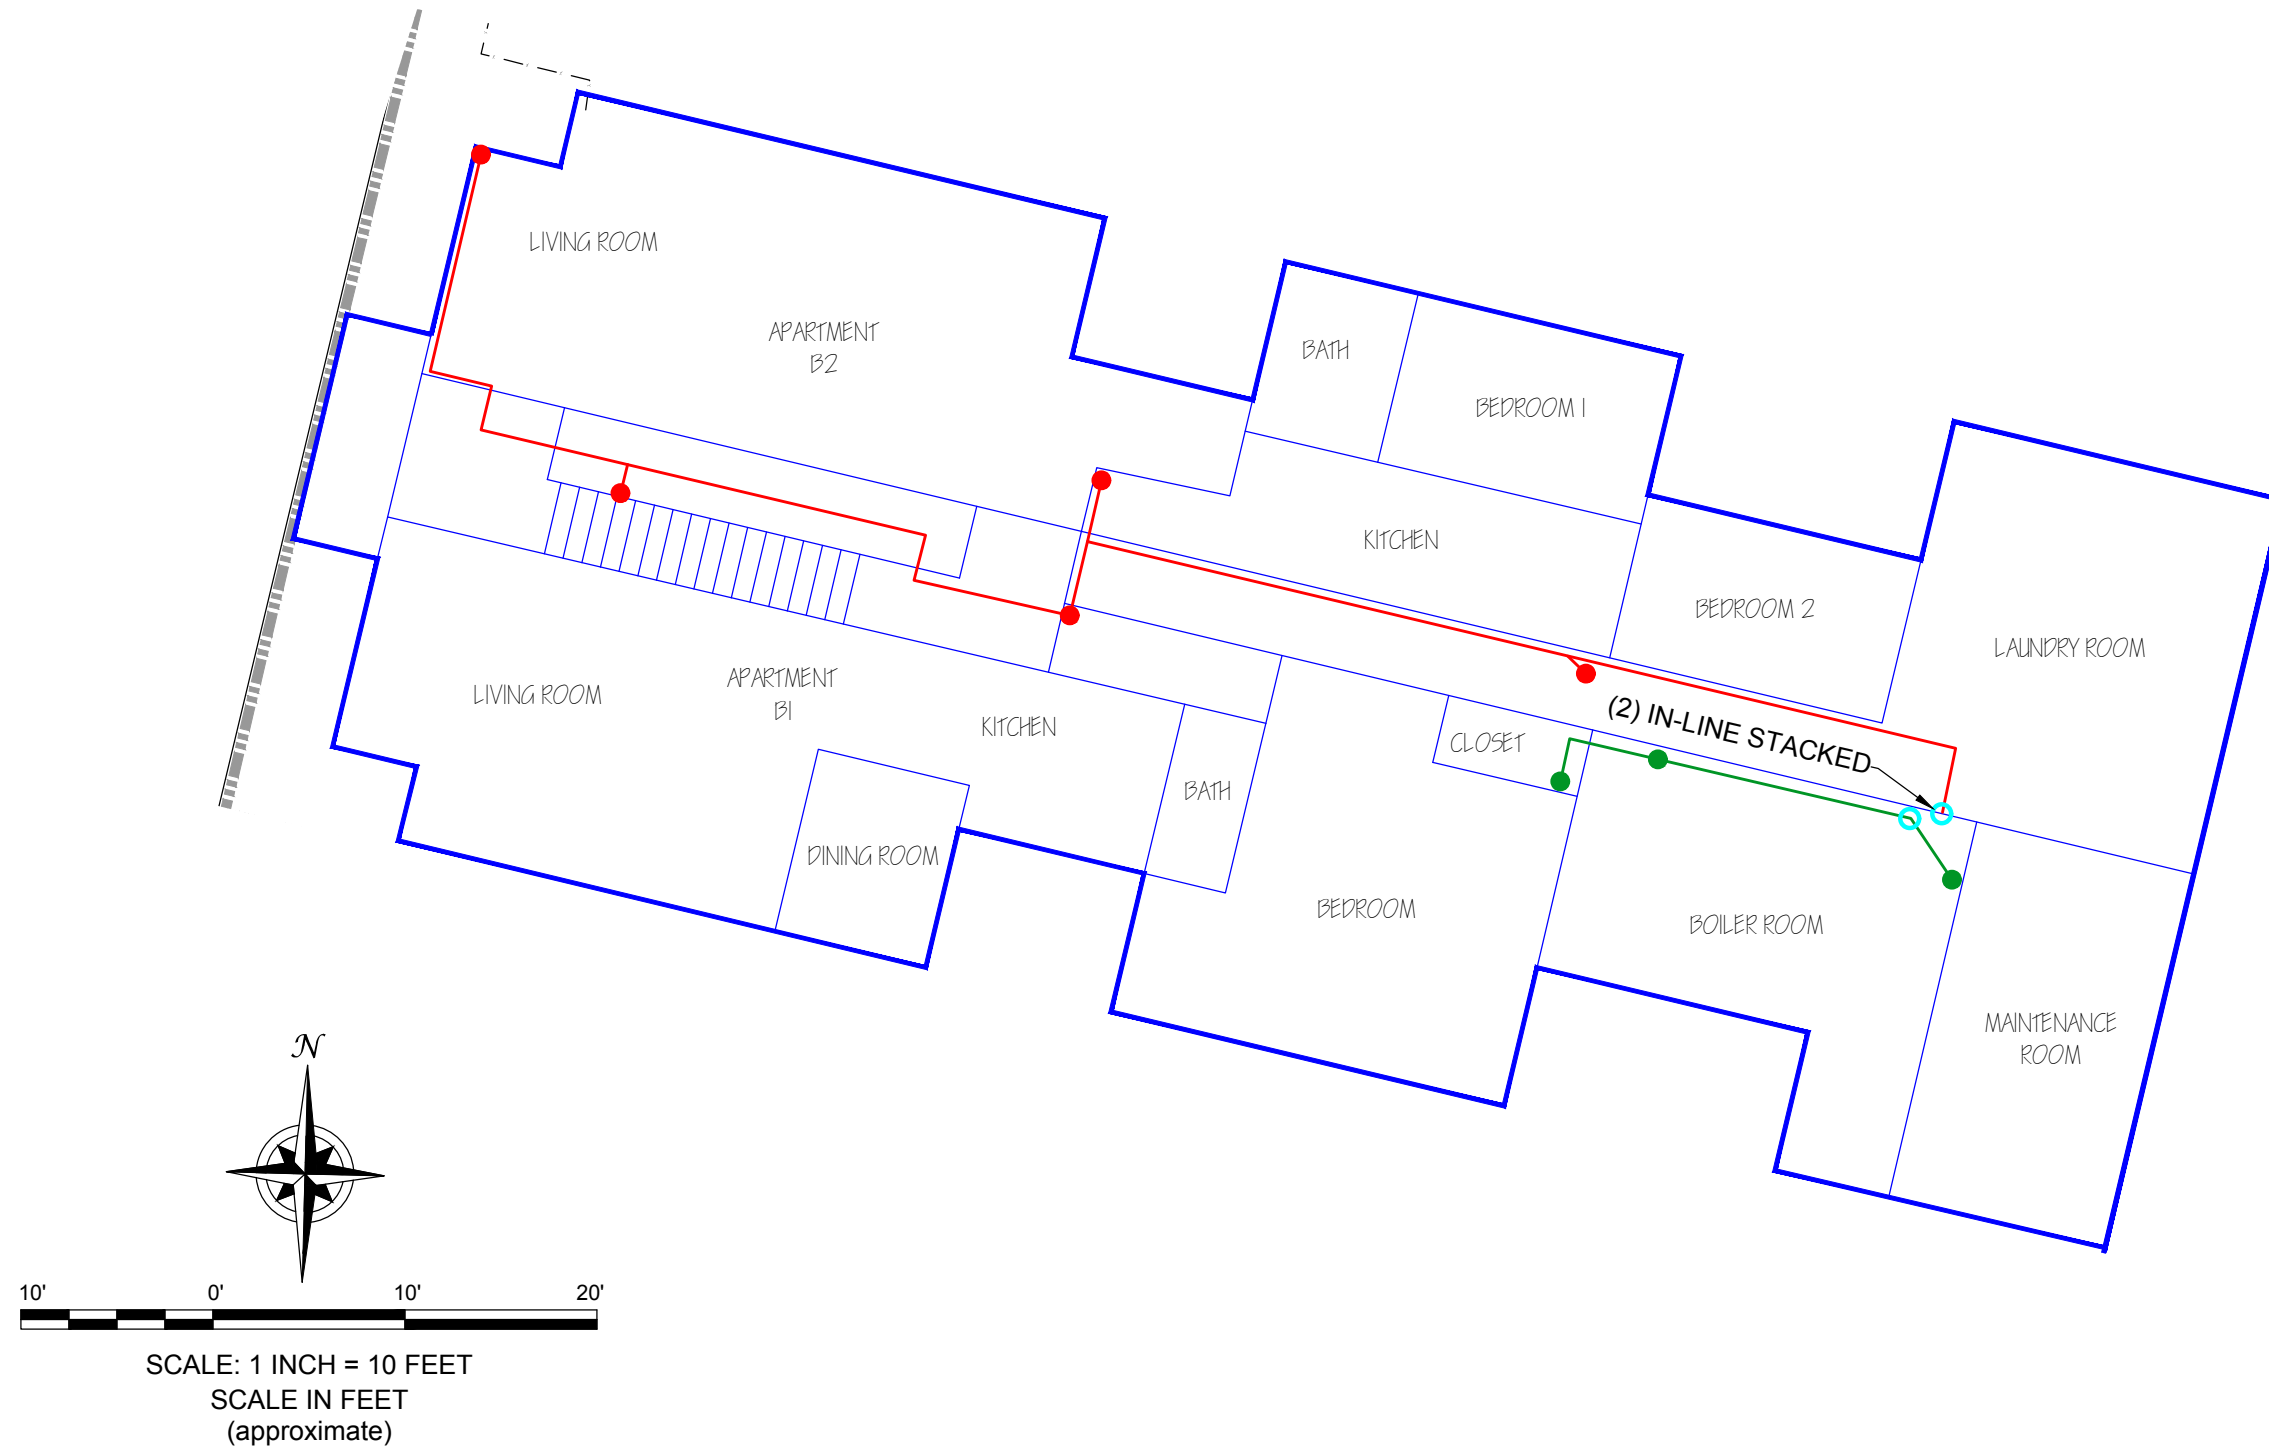 LIVING ROOM
APARTMENT
B2
BATH
BEDROOM 1
KITCHEN
BEDROOM 2
LAUNDRY ROOM
LIVING ROOM
APARTMENT
B1
KITCHEN
(2) IN-LINE STACKED
CLOSET
BATH
DINING ROOM
BEDROOM
BOILER ROOM
MAINTENANCE
ROOM
N
10' 0' 10' 20'
SCALE: 1 INCH = 10 FEET
SCALE IN FEET
(approximate)